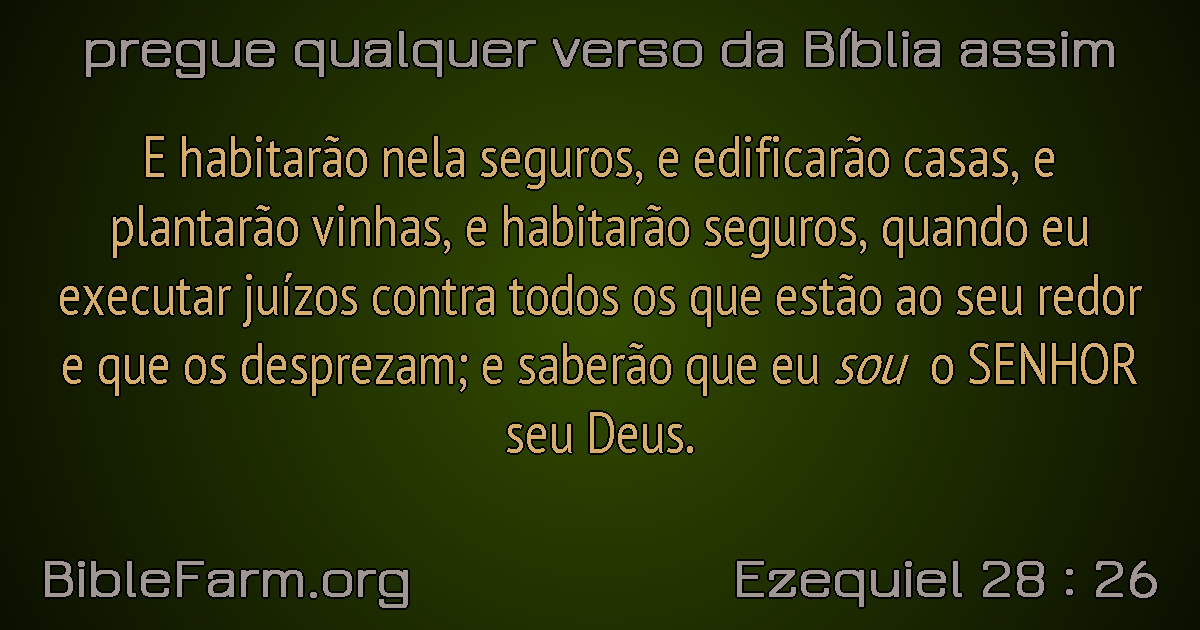 pregue qualquer verso da Bíblia assim
E habitarão nela seguros, e edificarão casas, e
plantarão vinhas, e habitarão seguros, quando eu
executar juízos contra todos os que estão ao seu redor
e que os desprezam; e saberão que eu sou o SENHOR
seu Deus.
BibleFarm.org
Ezequiel 28 : 26